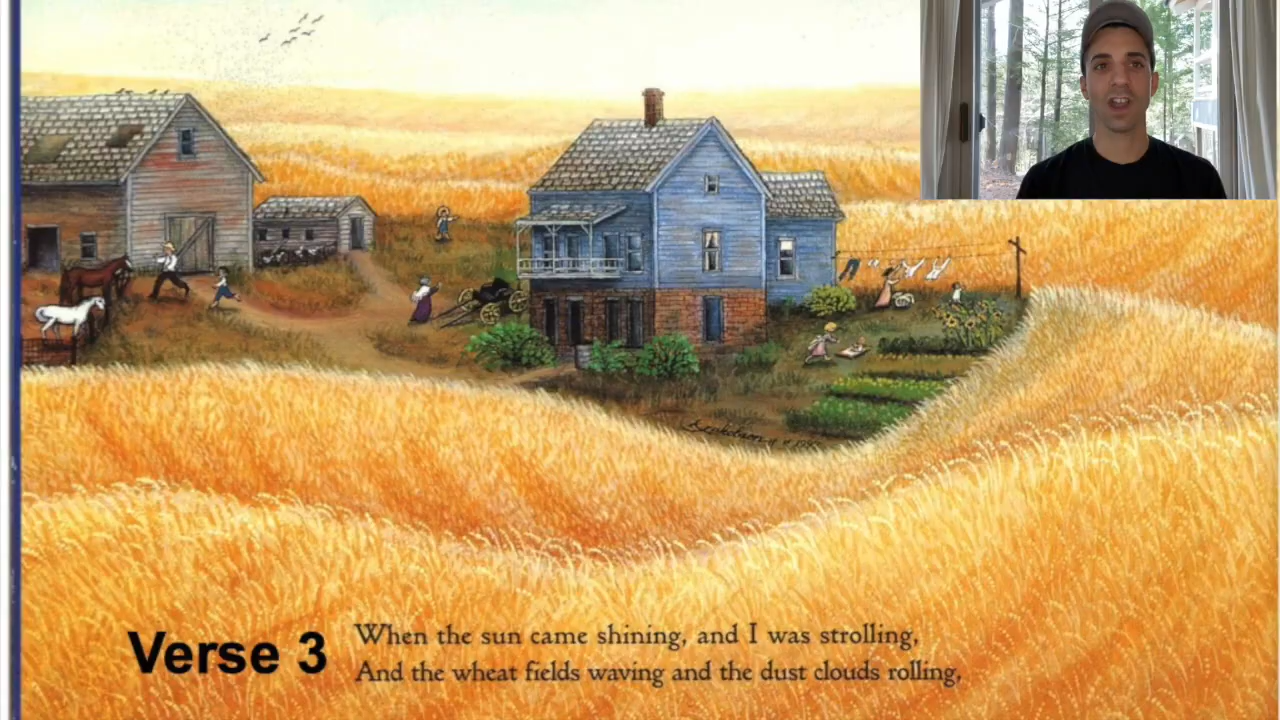 Verse 3
When the sun came shining, and I was strolling,
And the wheat fields waving and the dust clouds rolling,